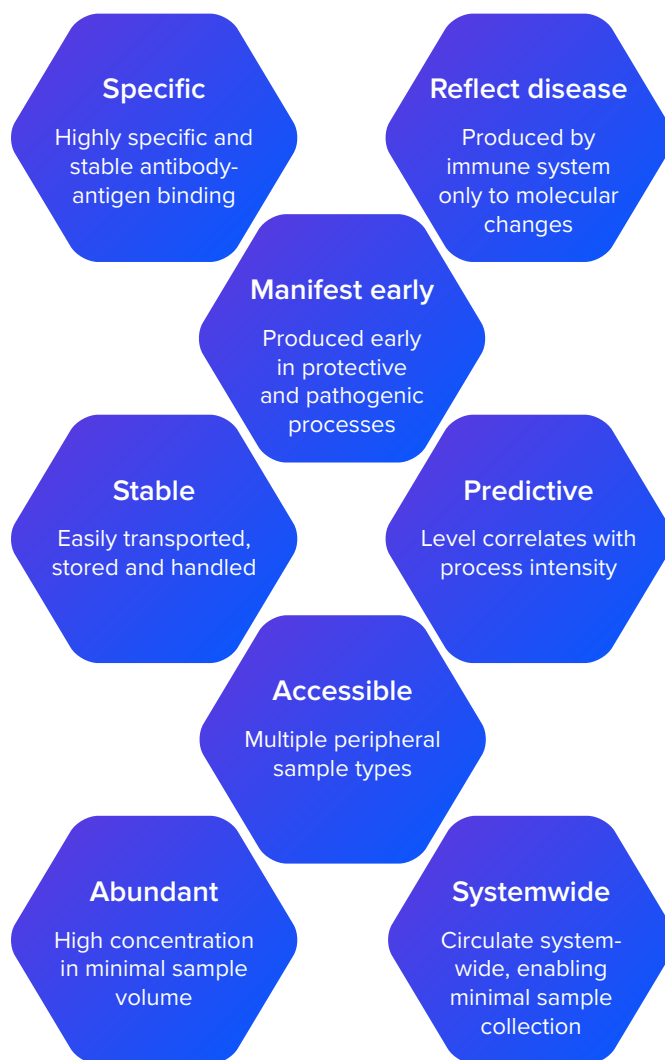 Specific
Highly specific and
stable antibody-
antigen binding
Reflect disease
Produced by
immune system
only to molecular
changes
Manifest early
Produced early
in protective
and pathogenic
processes
Stable
Easily transported,
stored and handled
Predictive
Level correlates with
process intensity
Accessible
Multiple peripheral
sample types
Abundant
High concentration
in minimal sample
volume
Systemwide
Circulate system-
wide, enabling
minimal sample
collection